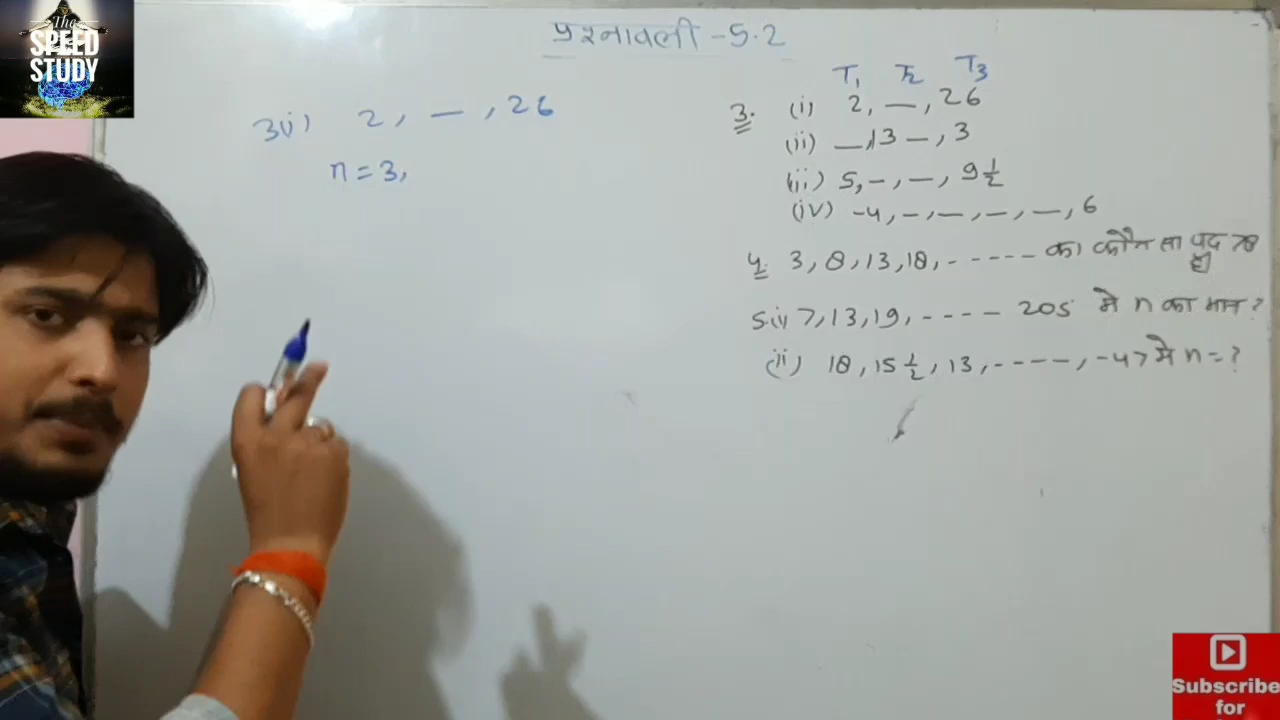 The
SPEED
STUDY
प्रश्नावली -5.2
3(i) 2, —, 26
n = 3,
T1 T2 T3
3. (i) 2, —, 26
(ii) —, 13 —, 3
(ii) 5, —, —, 9 1/2
(iv) -4, —, —, —, —, 6
4. 3, 8, 13, 18, ----- का कौन सा पद 78 है
5.(i) 7, 13, 19, ---- 205 मे n का मान ?
(ii) 18, 15 1/2, 13, ----, -47 मे n = ?
Subscribe
for